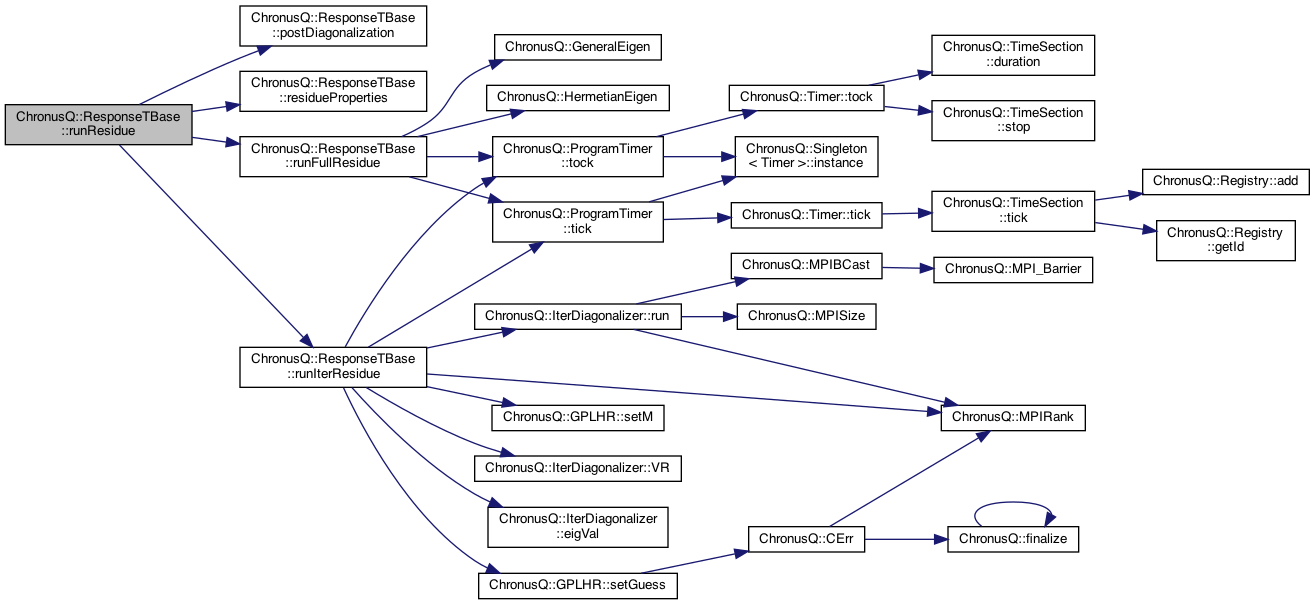 ChronusQ::ResponseTBase
::runResidue
ChronusQ::ResponseTBase
::postDiagonalization
ChronusQ::ResponseTBase
::residueProperties
ChronusQ::ResponseTBase
::runFullResidue
ChronusQ::ResponseTBase
::runIterResidue
ChronusQ::GeneralEigen
ChronusQ::HermetianEigen
ChronusQ::ProgramTimer
::tock
ChronusQ::ProgramTimer
::tick
ChronusQ::IterDiagonalizer::run
ChronusQ::GPLHR::setM
ChronusQ::IterDiagonalizer::VR
ChronusQ::IterDiagonalizer
::eigVal
ChronusQ::GPLHR::setGuess
ChronusQ::Timer::tock
ChronusQ::Singleton
< Timer >::instance
ChronusQ::Timer::tick
ChronusQ::MPIBCast
ChronusQ::MPISize
ChronusQ::CErr
ChronusQ::TimeSection
::duration
ChronusQ::TimeSection
::stop
ChronusQ::TimeSection
::tick
ChronusQ::MPI_Barrier
ChronusQ::MPIRank
ChronusQ::finalize
ChronusQ::Registry::add
ChronusQ::Registry
::getId